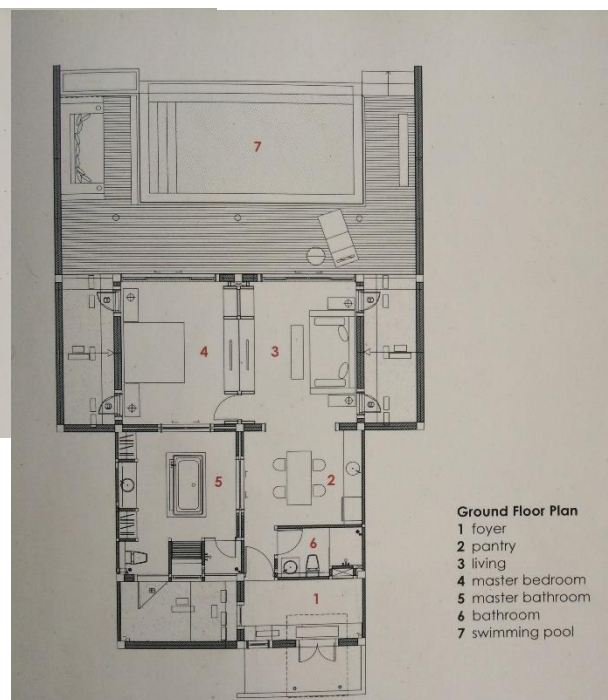 7
4
3
5
2
6
1
Ground Floor Plan
1 foyer
2 pantry
3 living
4 master bedroom
5 master bathroom
6 bathroom
7 swimming pool